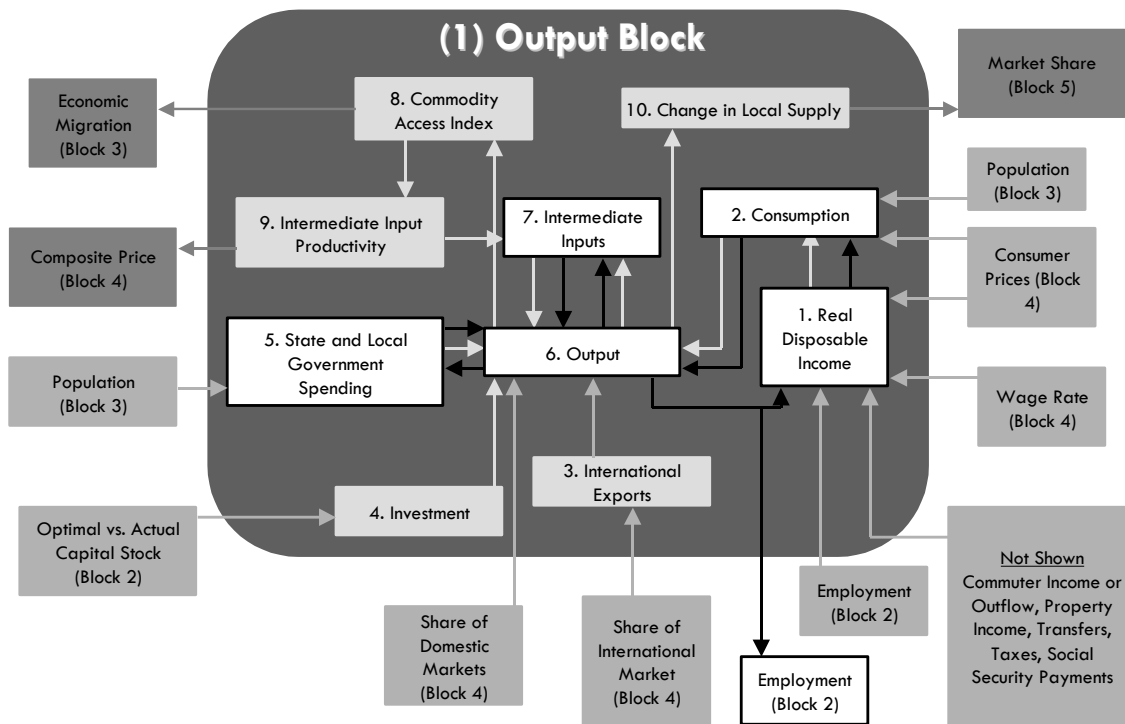 (1) Output Block
Economic
Migration
(Block 3)
8. Commodity
Access Index
10. Change in Local Supply
Market Share
(Block 5)
Population
(Block 3)
9. Intermediate Input
Productivity
7. Intermediate
Inputs
2. Consumption
Composite Price
(Block 4)
Consumer
Prices (Block
4)
5. State and Local
Government
Spending
6. Output
1. Real
Disposable
Income
Population
(Block 3)
Wage Rate
(Block 4)
3. International
Exports
4. Investment
Optimal vs. Actual
Capital Stock
(Block 2)
Share of
Domestic
Markets
(Block 4)
Share of
International
Market
(Block 4)
Employment
(Block 2)
Employment
(Block 2)
Not Shown
Commuter Income or
Outflow, Property
Income, Transfers,
Taxes, Social
Security Payments